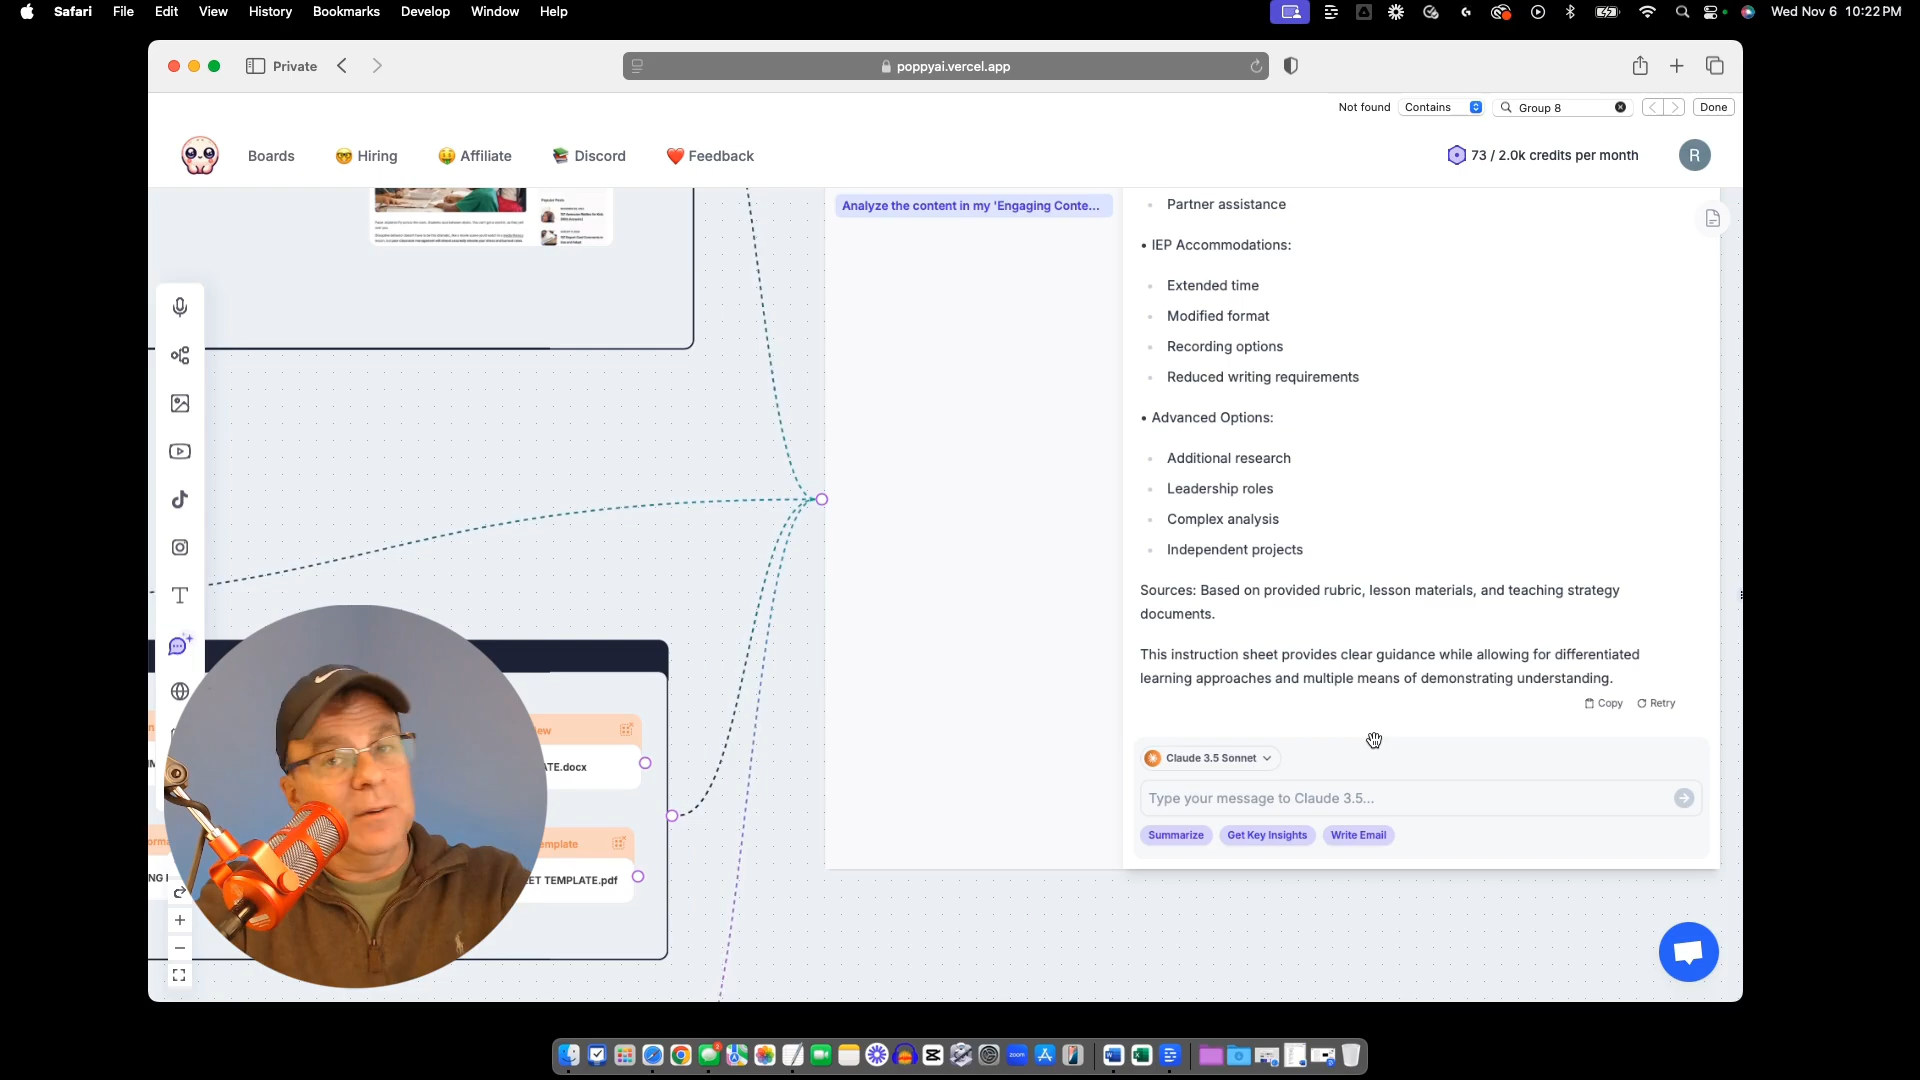 Safari File Edit View History Bookmarks Develop Window Help
Wed Nov 6 10:22 PM
Private
poppyai.vercel.app
Not found Contains Group 8 Done
Boards 🤓 Hiring 🤑 Affiliate 📚 Discord ❤️ Feedback
73 / 2.0k credits per month
R
Popular Posts
Analyze the content in my 'Engaging Conte...
◦ Partner assistance
• IEP Accommodations:
◦ Extended time
◦ Modified format
◦ Recording options
◦ Reduced writing requirements
• Advanced Options:
◦ Additional research
◦ Leadership roles
◦ Complex analysis
◦ Independent projects
Sources: Based on provided rubric, lesson materials, and teaching strategy
documents.
This instruction sheet provides clear guidance while allowing for differentiated
learning approaches and multiple means of demonstrating understanding.
Copy Retry
Claude 3.5 Sonnet
Type your message to Claude 3.5...
Summarize Get Key Insights Write Email
ew
ATE.docx
emplate
ET TEMPLATE.pdf
NG
zoom